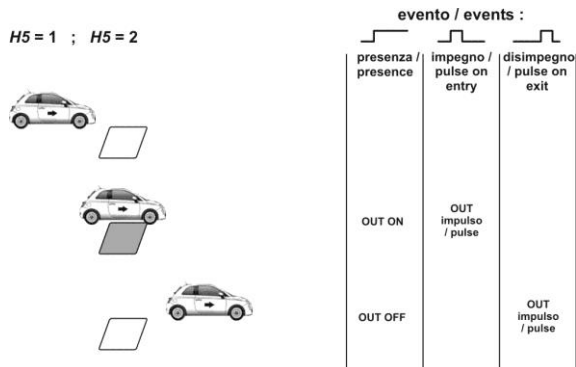 evento / events :
H5 = 1 ; H5 = 2
presenza /
presence
impegno /
pulse on
entry
disimpegno
/ pulse on
exit
OUT ON
OUT
impulso
/ pulse
OUT OFF
OUT
impulso
/ pulse